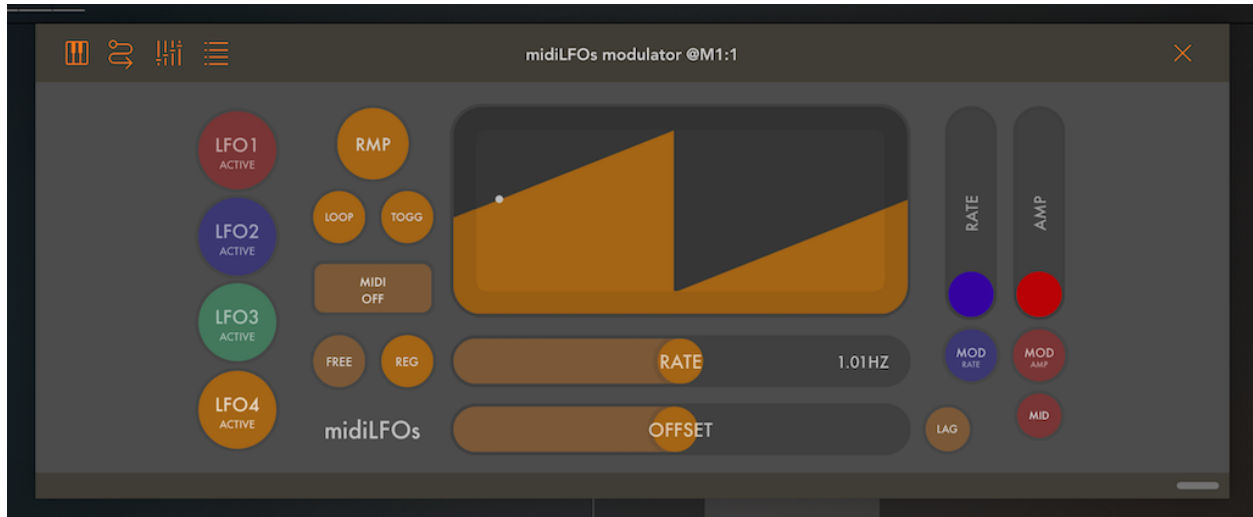 midiLFOs modulator @M1:1
LFO1
ACTIVE
LFO2
ACTIVE
LFO3
ACTIVE
LFO4
ACTIVE
RMP
LOOP
TOGG
MIDI
OFF
FREE
REG
midiLFOs
RATE
1.01HZ
OFFSET
LAG
RATE
AMP
MOD
RATE
MOD
AMP
MID